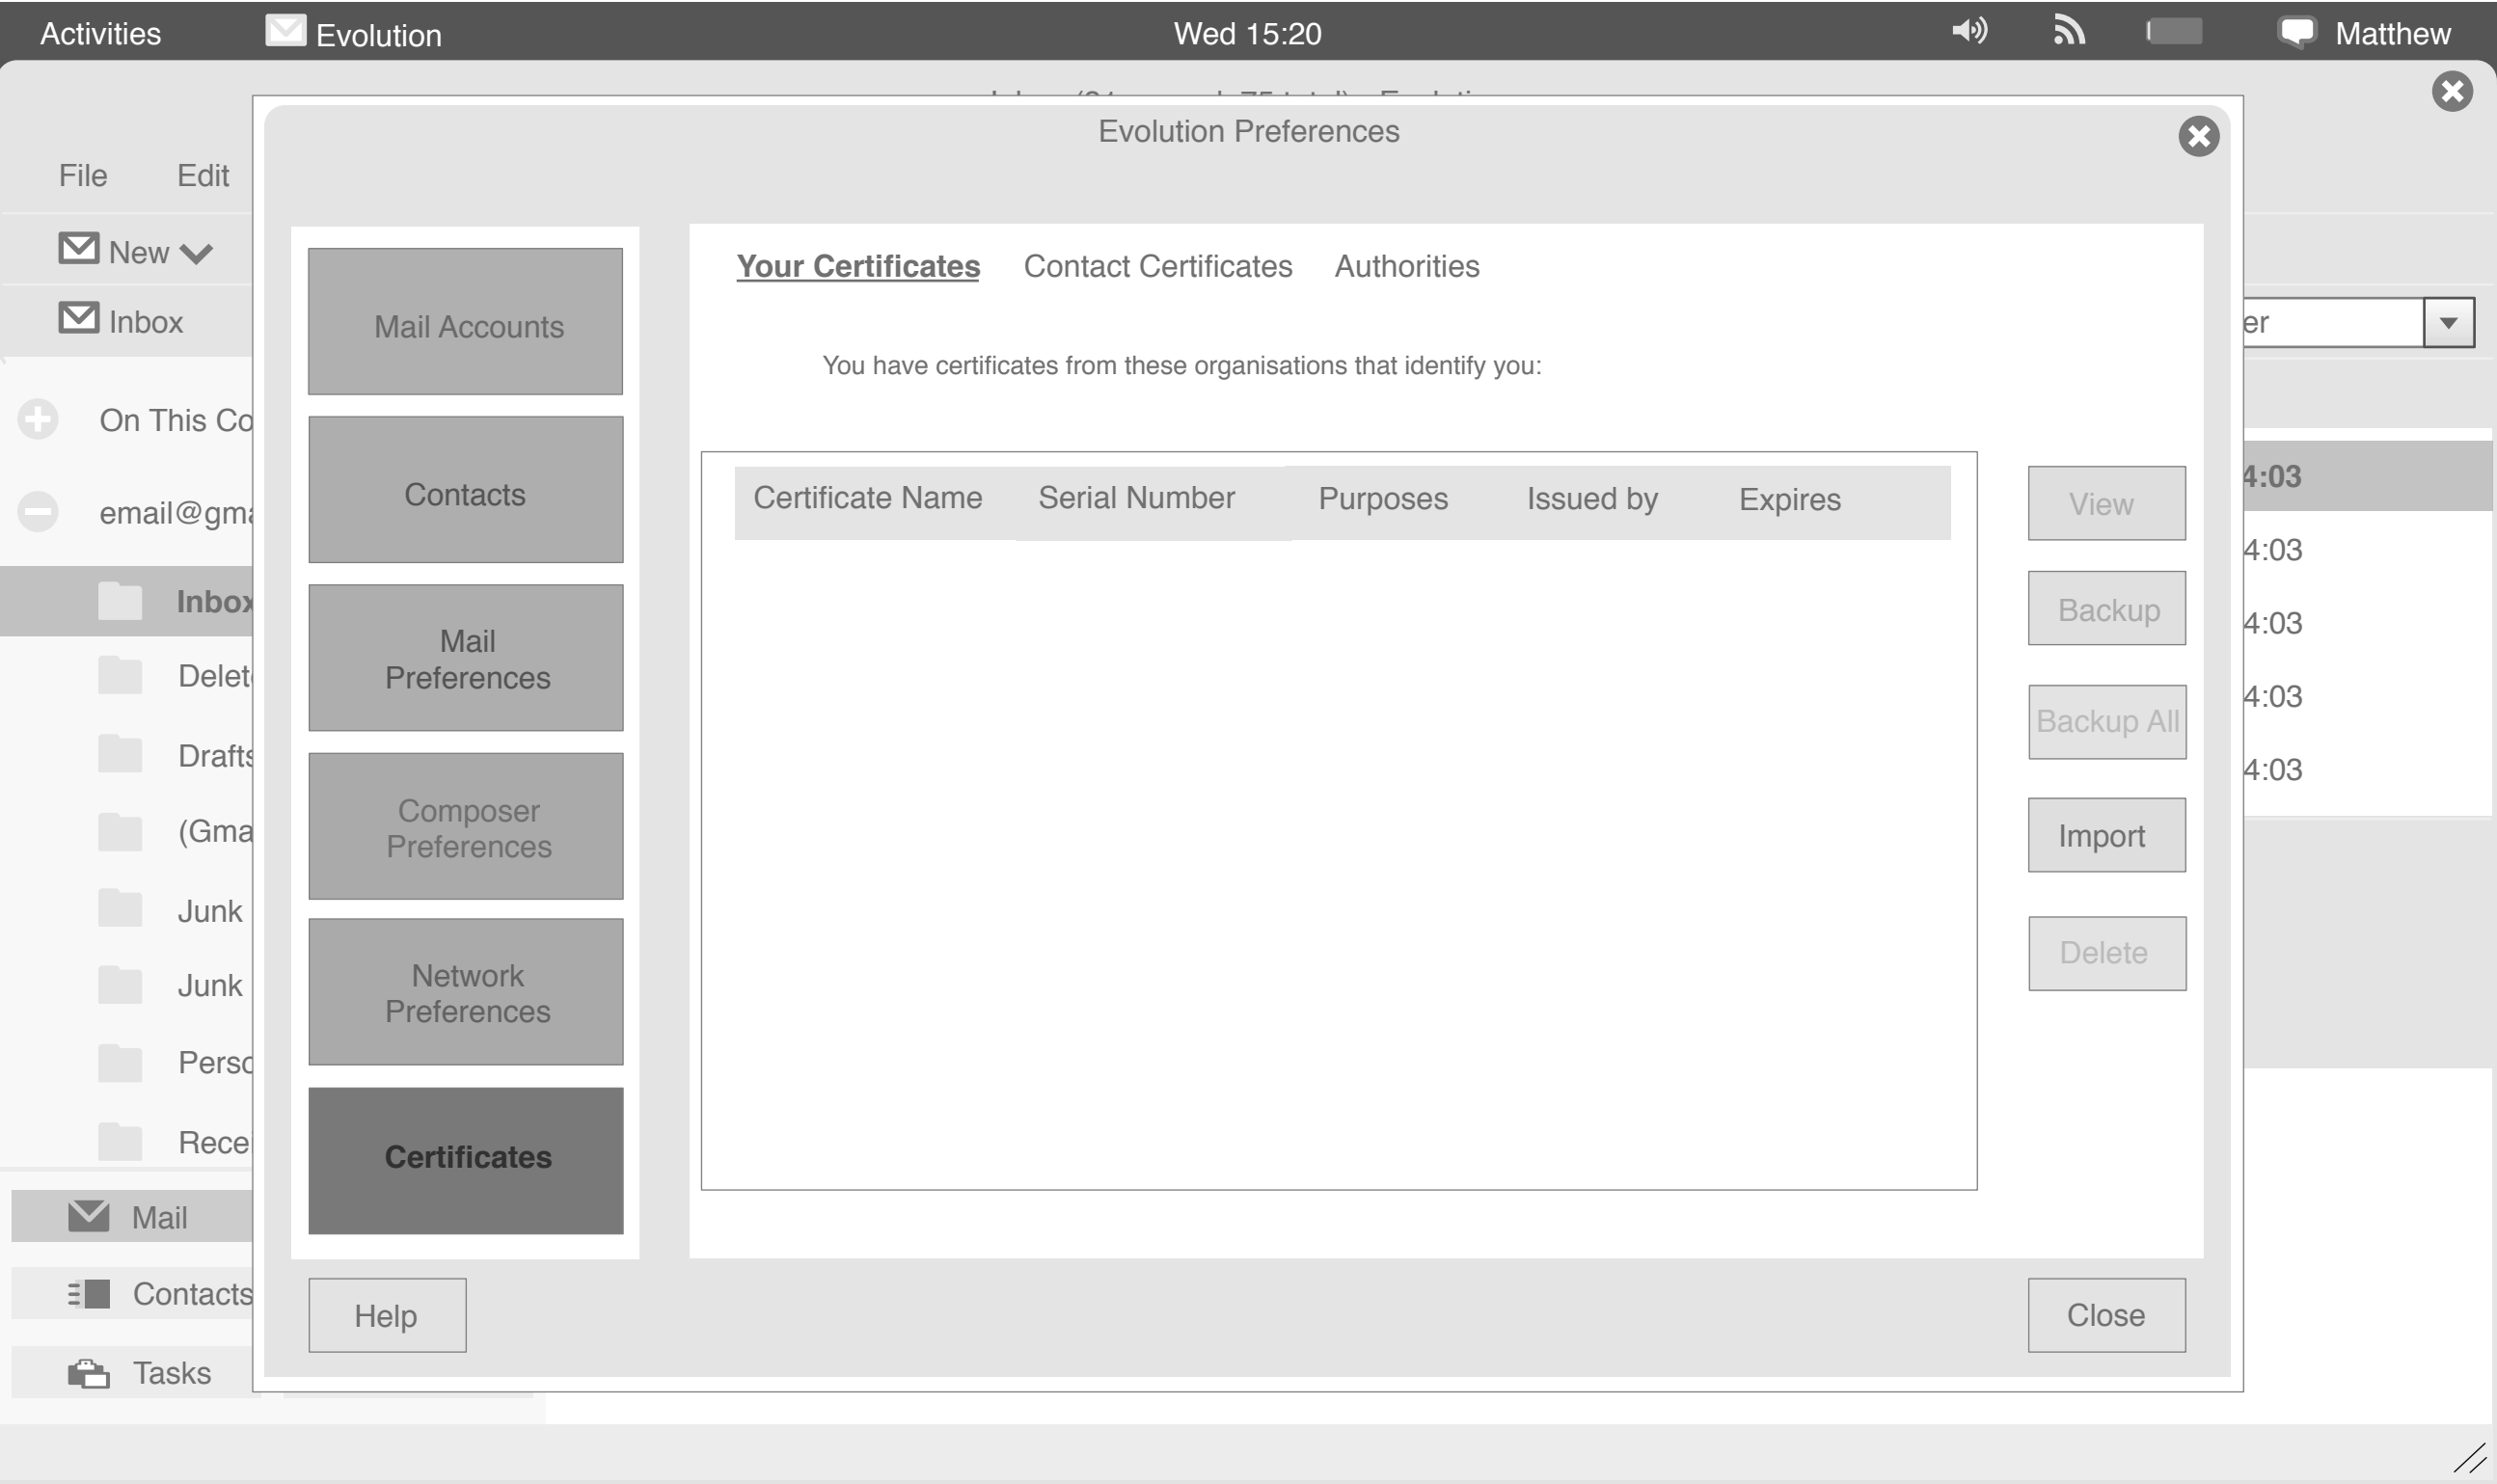 Activities
Evolution
Wed 15:20
Matthew
Evolution Preferences
File
Edit
New
Inbox
On This Co
email@gma
Inbox
Delet
Drafts
(Gma
Junk
Junk
Perso
Recei
Mail
Contacts
Tasks
Mail Accounts
Contacts
Mail
Preferences
Composer
Preferences
Network
Preferences
Certificates
Your Certificates
Contact Certificates
Authorities
You have certificates from these organisations that identify you:
Certificate Name
Serial Number
Purposes
Issued by
Expires
View
Backup
Backup All
Import
Delete
er
4:03
4:03
4:03
4:03
4:03
Help
Close